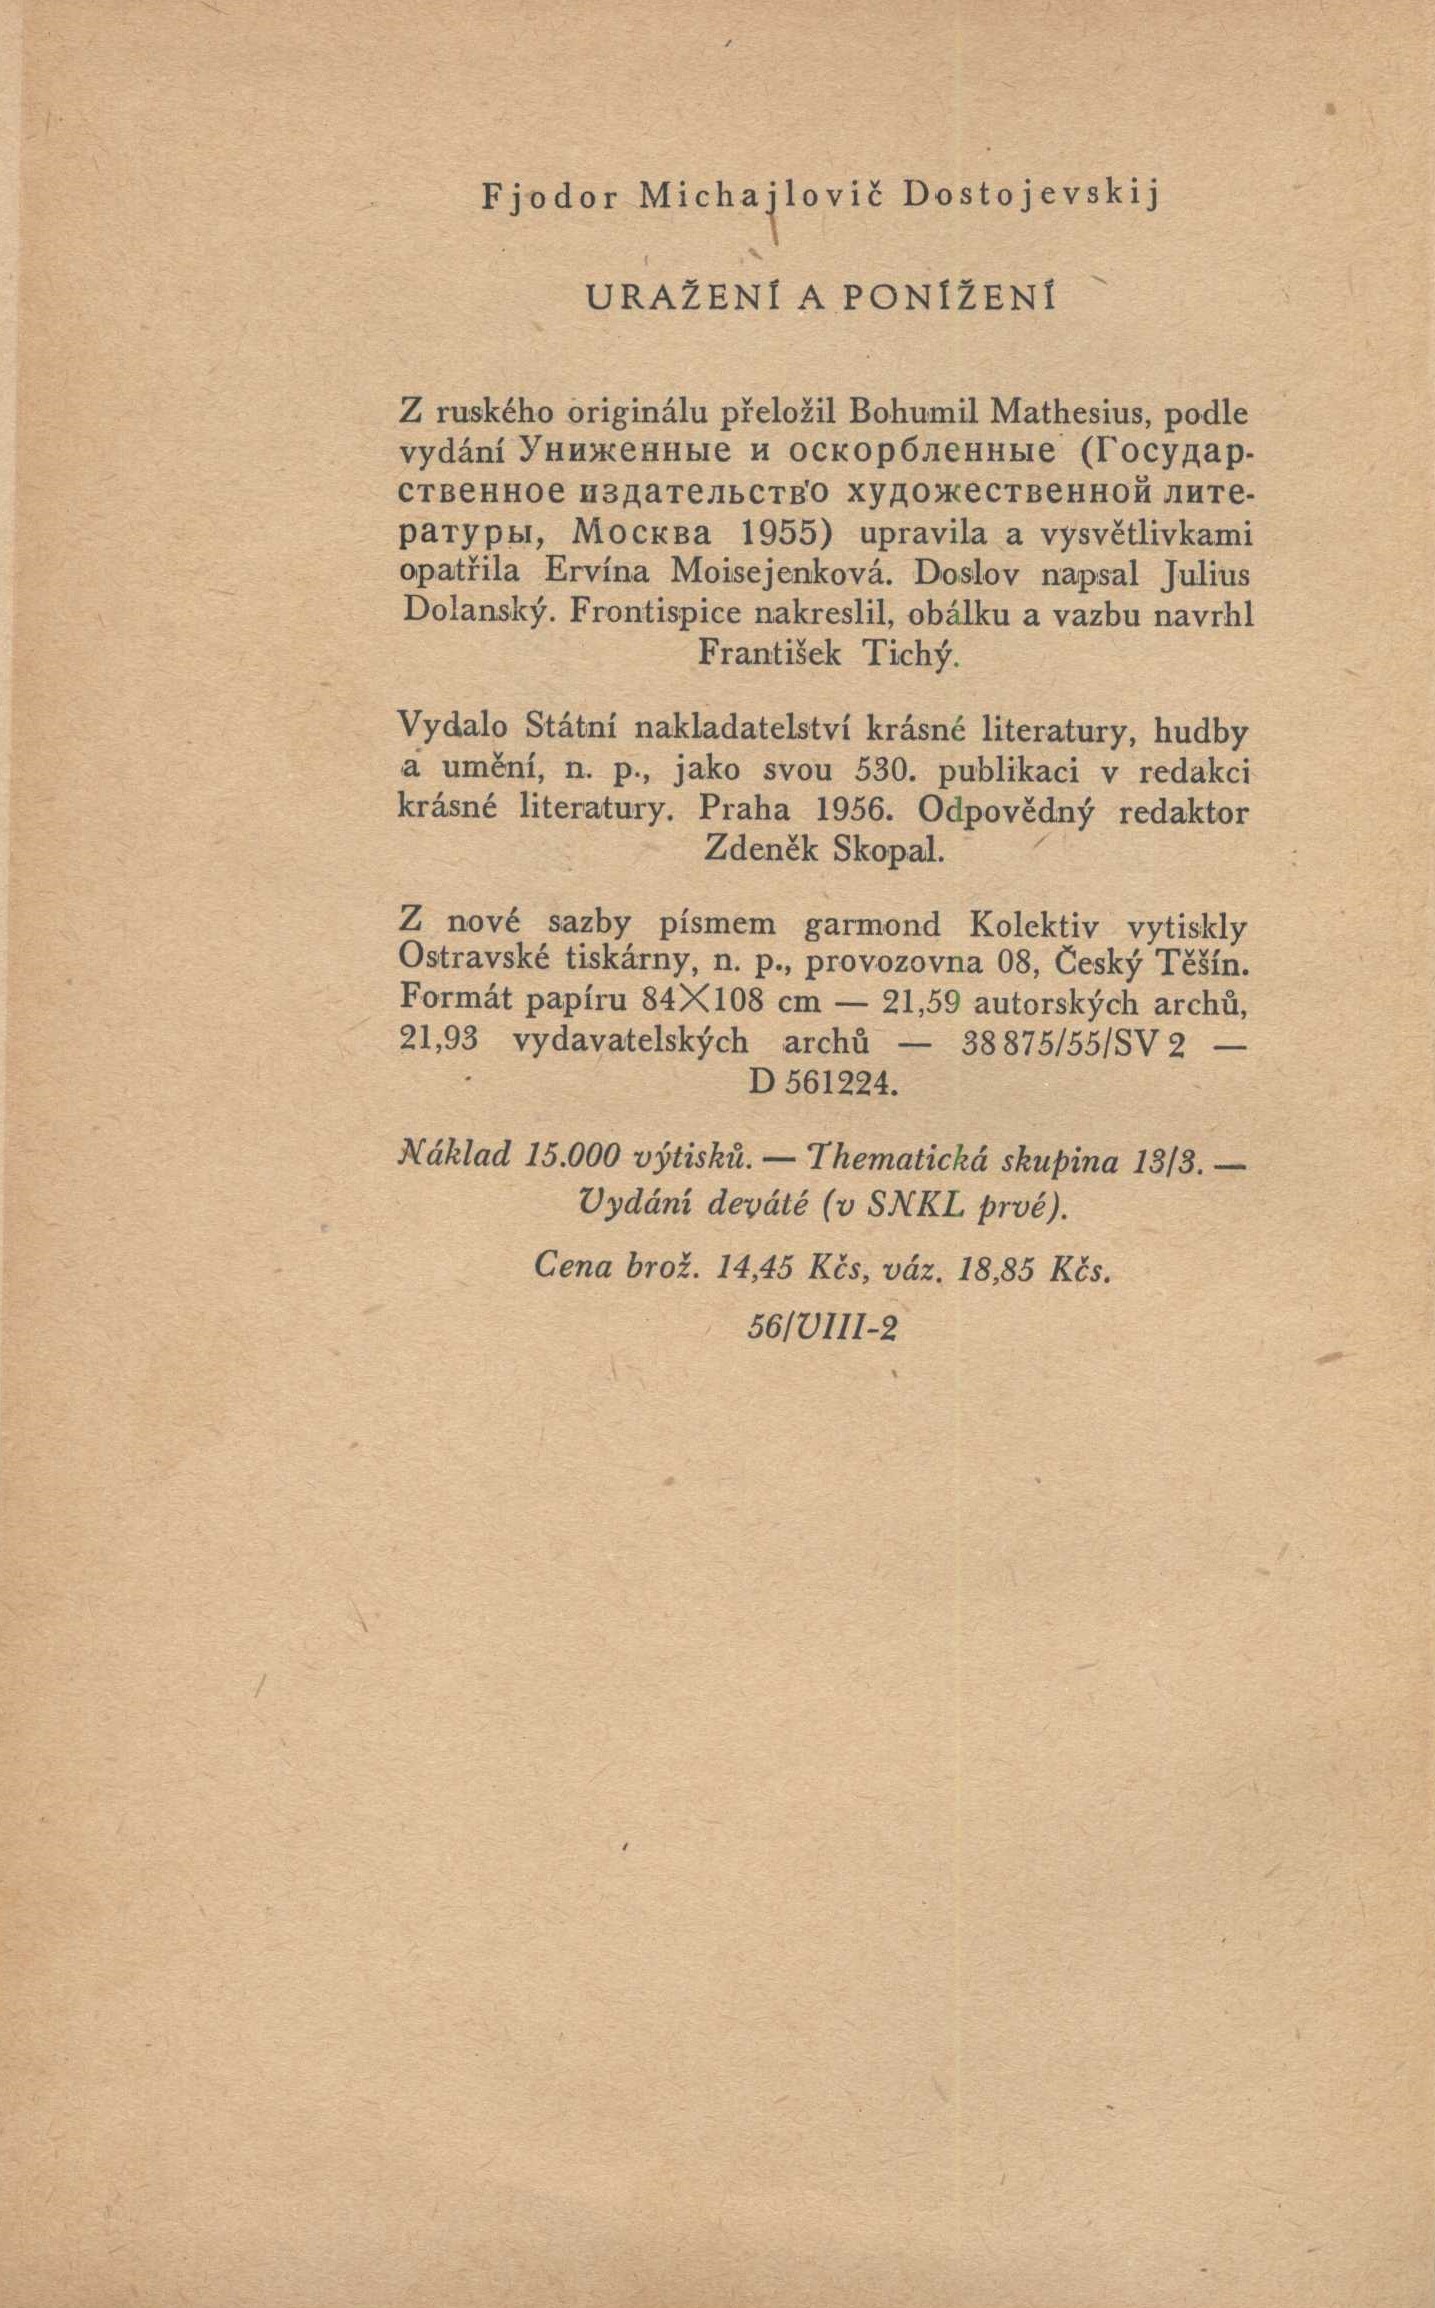 Fjodor Michajlovič Dostojevskij
URAŽENÍ A PONÍŽENÍ
Z ruského originálu přeložil Bohumil Mathesius, podle
vydání Униженные и оскорбленные (Государ-
ственное издательство художественной лите-
ратуры, Москва 1955) upravila a vysvětlivkami
opatřila Ervína Moisejenková. Doslov napsal Julius
Dolanský. Frontispice nakreslil, obálku a vazbu navrhl
František Tichý.
Vydalo Státní nakladatelství krásné literatury, hudby
a umění, n. p., jako svou 530. publikaci v redakci
krásné literatury. Praha 1956. Odpovědný redaktor
Zdeněk Skopal.
Z nové sazby písmem garmond Kolektiv vytiskly
Ostravské tiskárny, n. p., provozovna 08, Český Těšín.
Formát papíru 84×108 cm — 21,59 autorských archů,
21,93 vydavatelských archů — 38 875/55/SV 2 —
D 561224.
Náklad 15.000 výtisků. — Thematická skupina 13/3. —
Vydání deváté (v SNKL prvé).
Cena brož. 14,45 Kčs, váz. 18,85 Kčs.
56/VIII-2